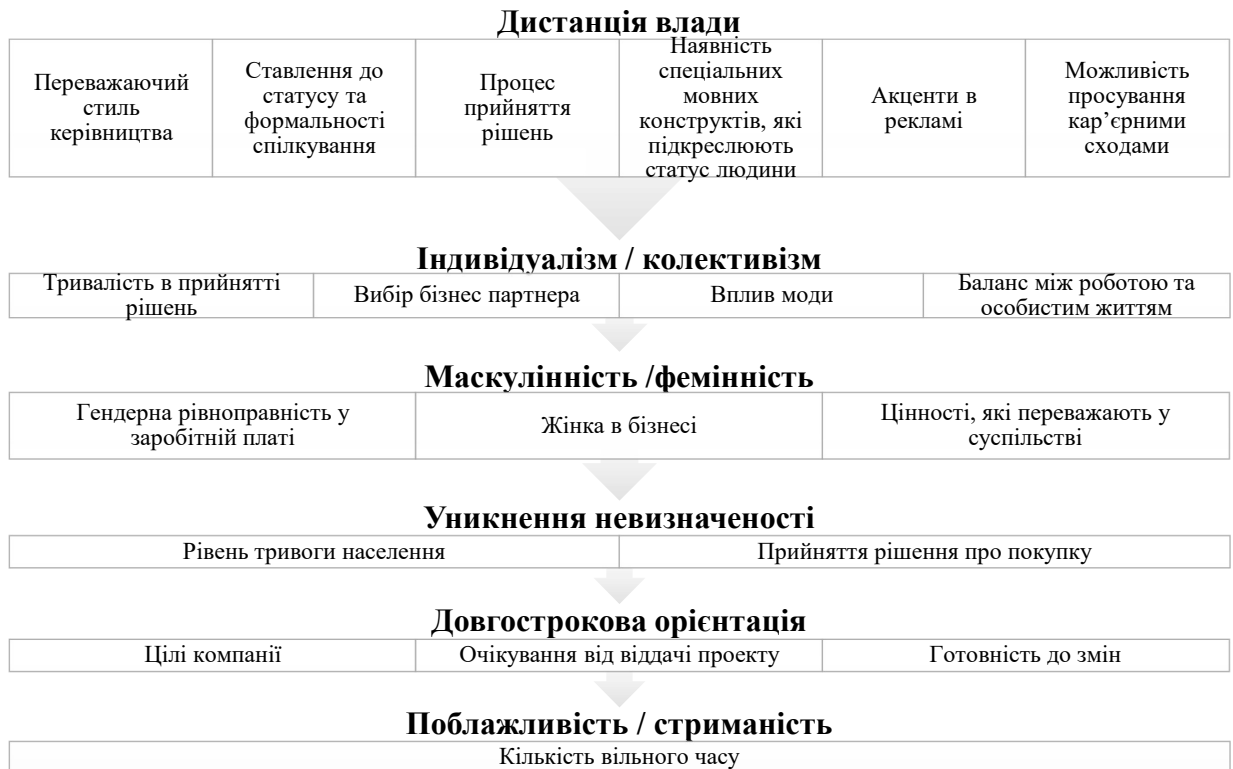 Дистанція влади
Переважаючий
стиль
керівництва
Ставлення до
статусу та
формальності
спілкування
Процес
прийняття
рішень
Наявність
спеціальних
мовних
конструктів, які
підкреслюють
статус людини
Акценти в
рекламі
Можливість
просування
кар’єрними
сходами
Індивідуалізм / колективізм
Тривалість в прийнятті
рішень
Вибір бізнес партнера
Вплив моди
Баланс між роботою та
особистим життям
Маскулінність /фемінність
Гендерна рівноправність у
заробітній платі
Жінка в бізнесі
Цінності, які переважають у
суспільстві
Уникнення невизначеності
Рівень тривоги населення
Прийняття рішення про покупку
Довгострокова орієнтація
Цілі компанії
Очікування від віддачі проекту
Готовність до змін
Поблажливість / стриманість
Кількість вільного часу